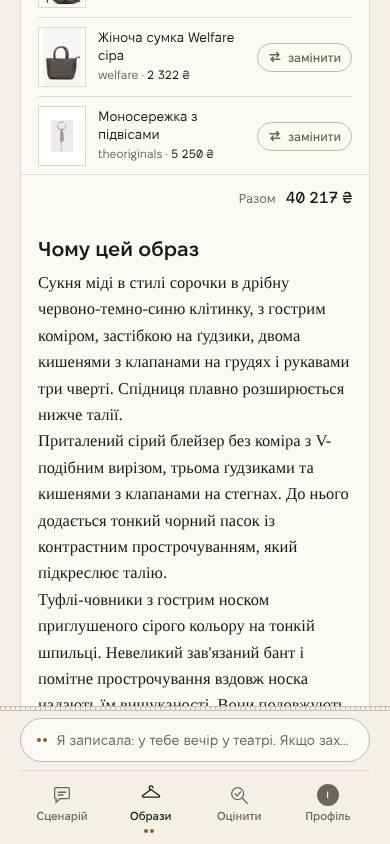 Жіноча сумка Welfare
сіра
welfare · 2 322 ₴
замінити
Моносережка з
підвісами
theoriginals · 5 250 ₴
замінити
Разом 40 217 ₴
Чому цей образ
Сукня міді в стилі сорочки в дрібну
червоно-темно-синю клітинку, з гострим
коміром, застібкою на ґудзики, двома
кишенями з клапанами на грудях і рукавами
три чверті. Спідниця плавно розширюється
нижче талії.
Приталений сірий блейзер без коміра з V-
подібним вирізом, трьома ґудзиками та
кишенями з клапанами на стегнах. До нього
додається тонкий чорний пасок із
контрастним прострочуванням, який
підкреслює талію.
Туфлі-човники з гострим носком
приглушеного сірого кольору на тонкій
шпильці. Невеликий зав'язаний бант і
помітне прострочування вздовж носка
надають їм вишуканості. Вони подовжують
Я записала: у тебе вечір у театрі. Якщо зах...
Сценарій
Образи
Оцінити
І
Профіль